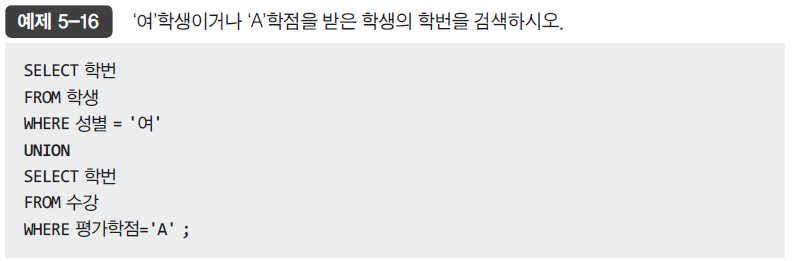 예제 5-16 ‘여’학생이거나 ‘A’학점을 받은 학생의 학번을 검색하시오.
SELECT 학번
FROM 학생
WHERE 성별 = '여'
UNION
SELECT 학번
FROM 수강
WHERE 평가학점='A' ;